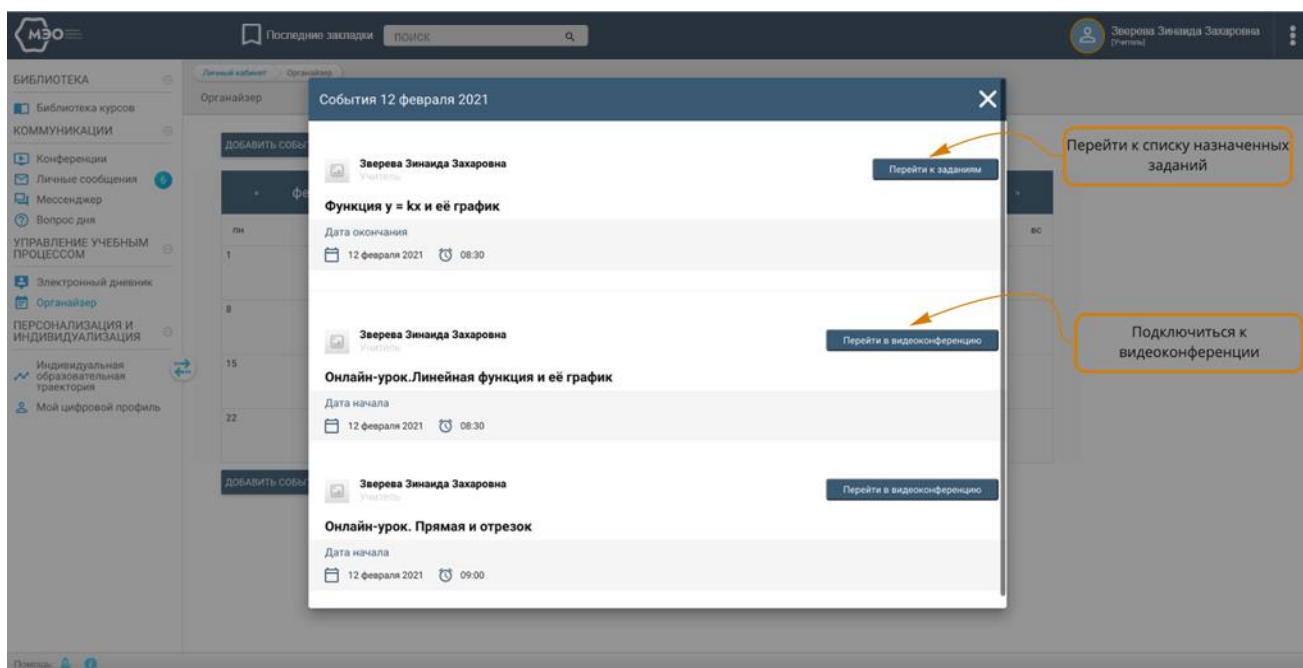 МЭО
Последние закладки
ПОИСК
Зверева Зинаида Захаровна
[Учитель]
БИБЛИОТЕКА
Библиотека курсов
КОММУНИКАЦИИ
Конференции
Личные сообщения
6
Мессенджер
Вопрос дня
УПРАВЛЕНИЕ УЧЕБНЫМ
ПРОЦЕССОМ
Электронный дневник
Органайзер
ПЕРСОНАЛИЗАЦИЯ И
ИНДИВИДУАЛИЗАЦИЯ
Индивидуальная
образовательная
траектория
Мой цифровой профиль
Личный кабинет
Органайзер
Органайзер
ДОБАВИТЬ СОБЫ
фе
пн
вс
1
8
15
22
ДОБАВИТЬ СОБЫ
События 12 февраля 2021
Зверева Зинаида Захаровна
Учитель
Перейти к заданиям
Функция y = kx и её график
Дата окончания
12 февраля 2021 08:30
Зверева Зинаида Захаровна
Учитель
Перейти в видеоконференцию
Онлайн-урок.Линейная функция и её график
Дата начала
12 февраля 2021 08:30
Зверева Зинаида Захаровна
Учитель
Перейти в видеоконференцию
Онлайн-урок. Прямая и отрезок
Дата начала
12 февраля 2021 09:00
Перейти к списку назначенных
заданий
Подключиться к
видеоконференции
Помощь: